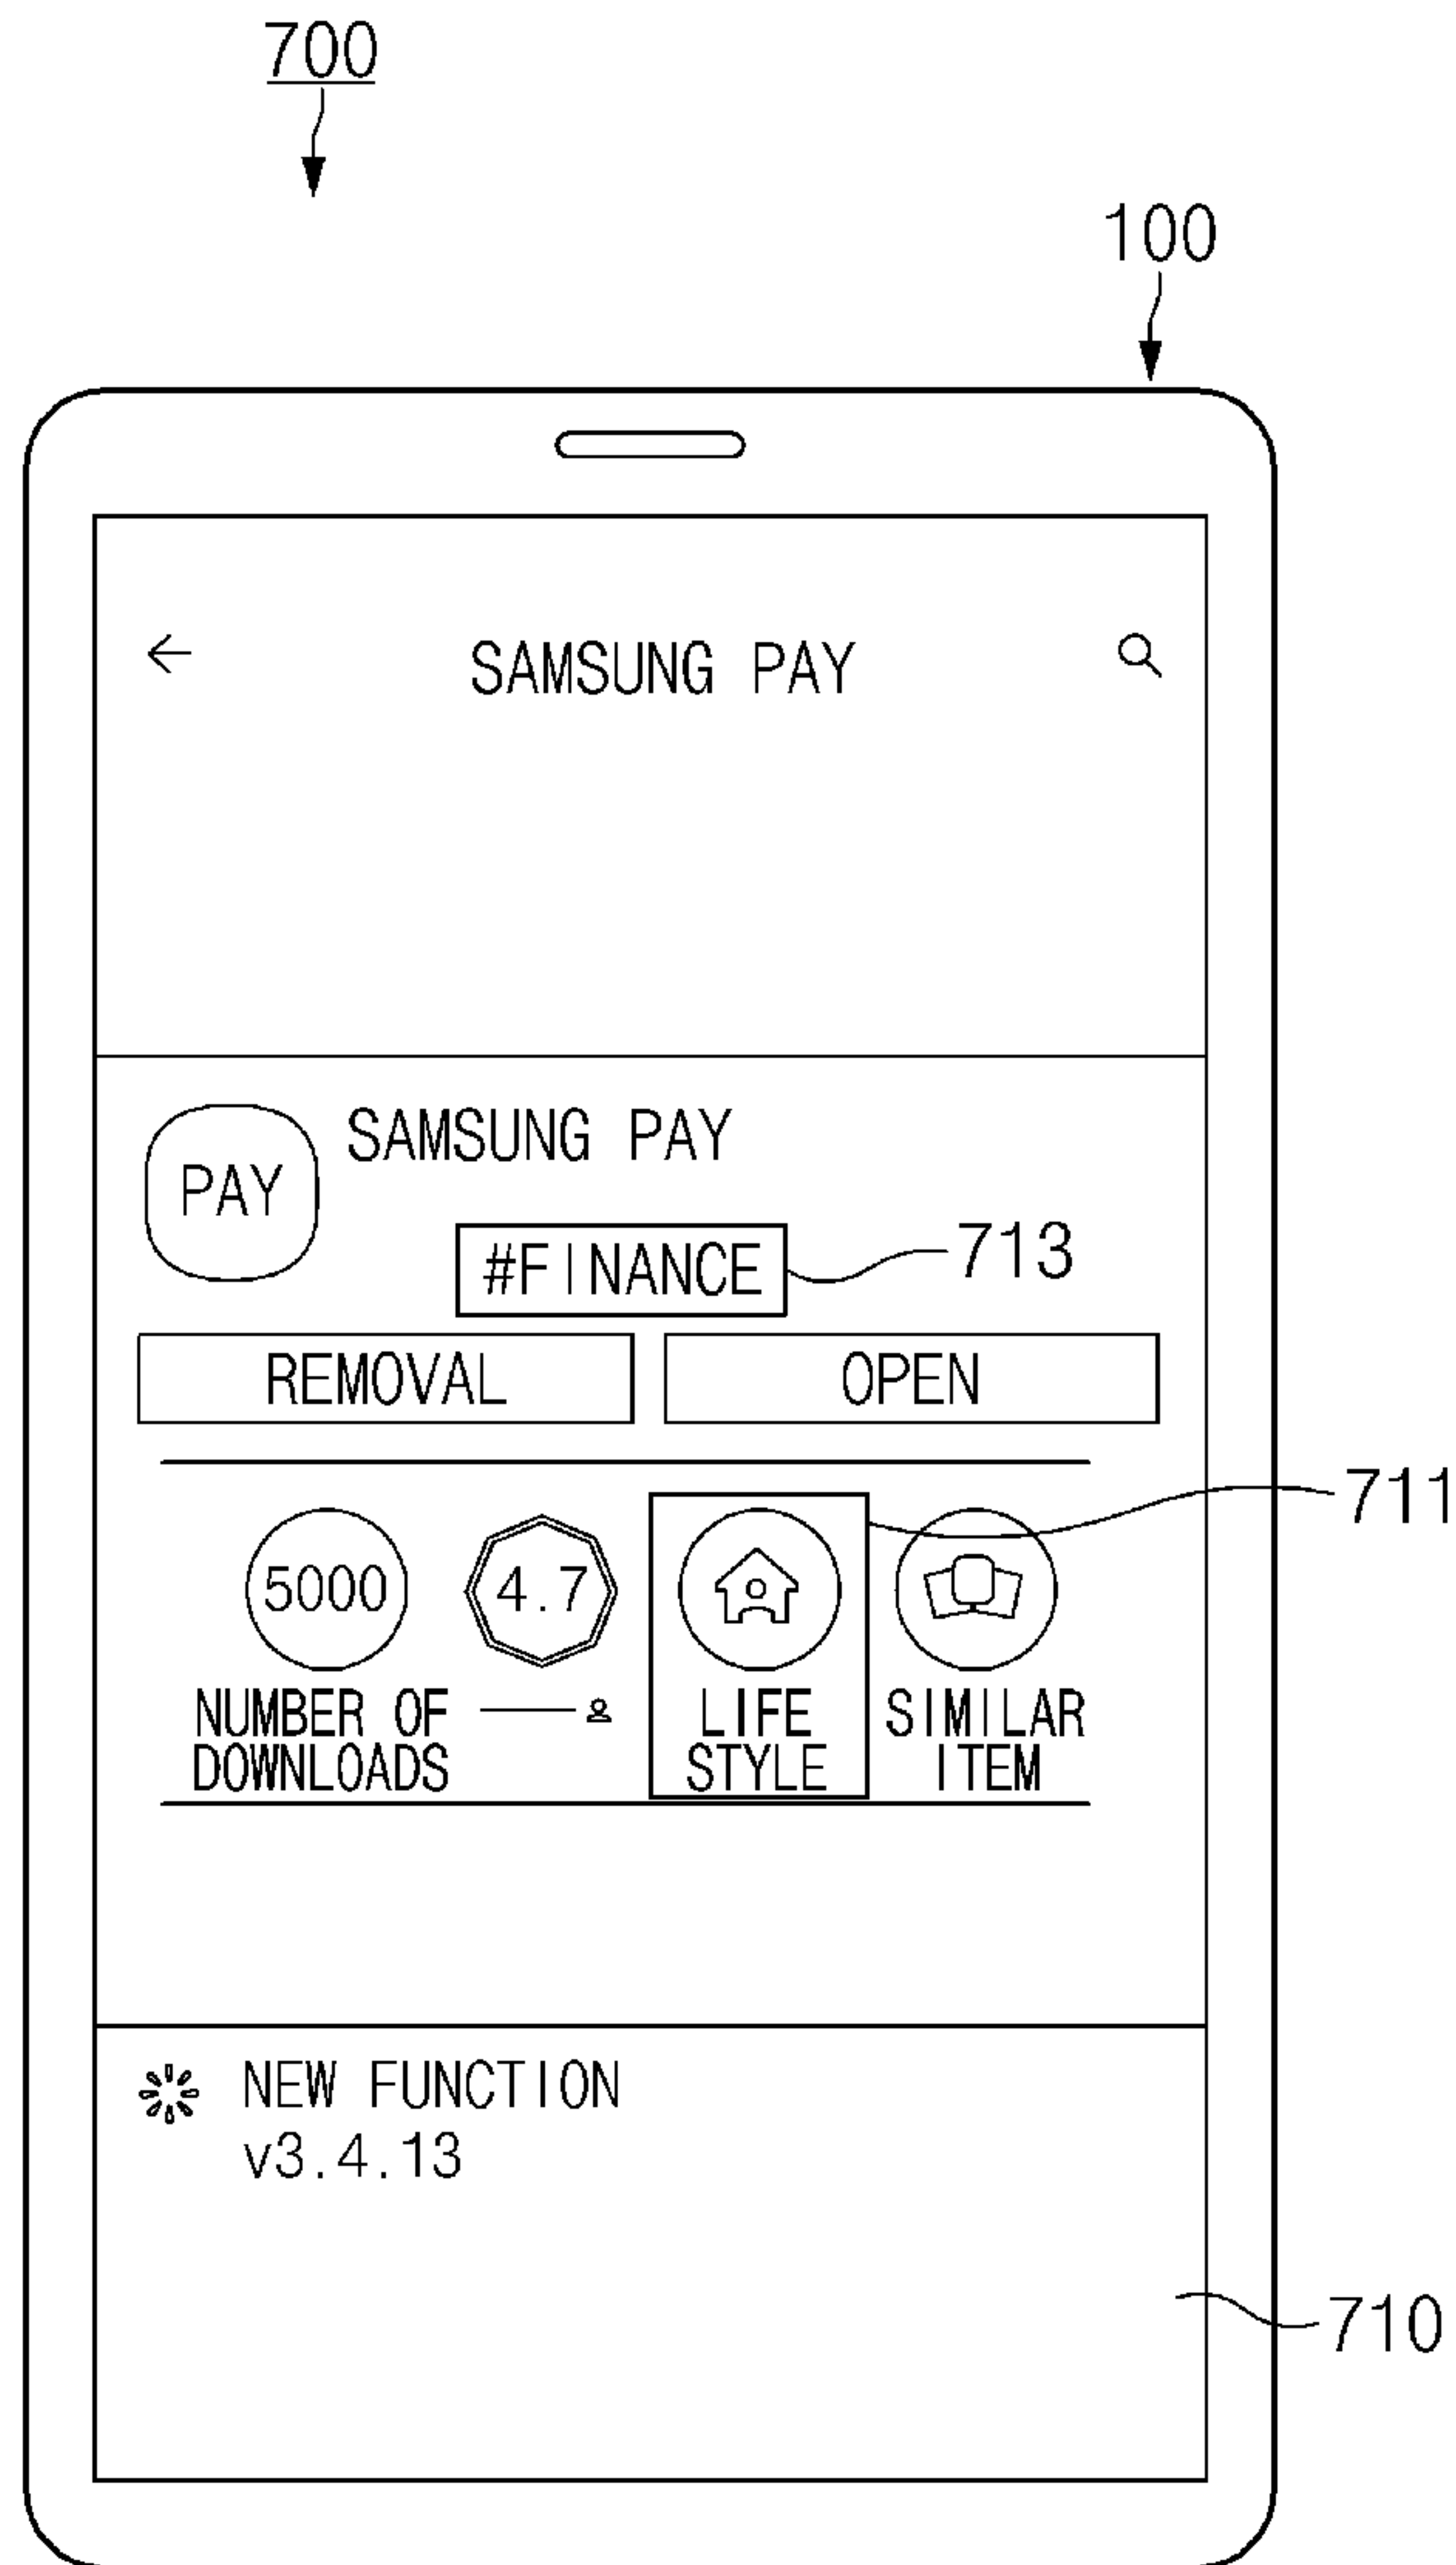 700
100
SAMSUNG PAY
PAY
SAMSUNG PAY
#FINANCE
713
REMOVAL
OPEN
711
5000
4.7
NUMBER OF
DOWNLOADS
LIFE
STYLE
SIMILAR
ITEM
NEW FUNCTION
v3.4.13
710